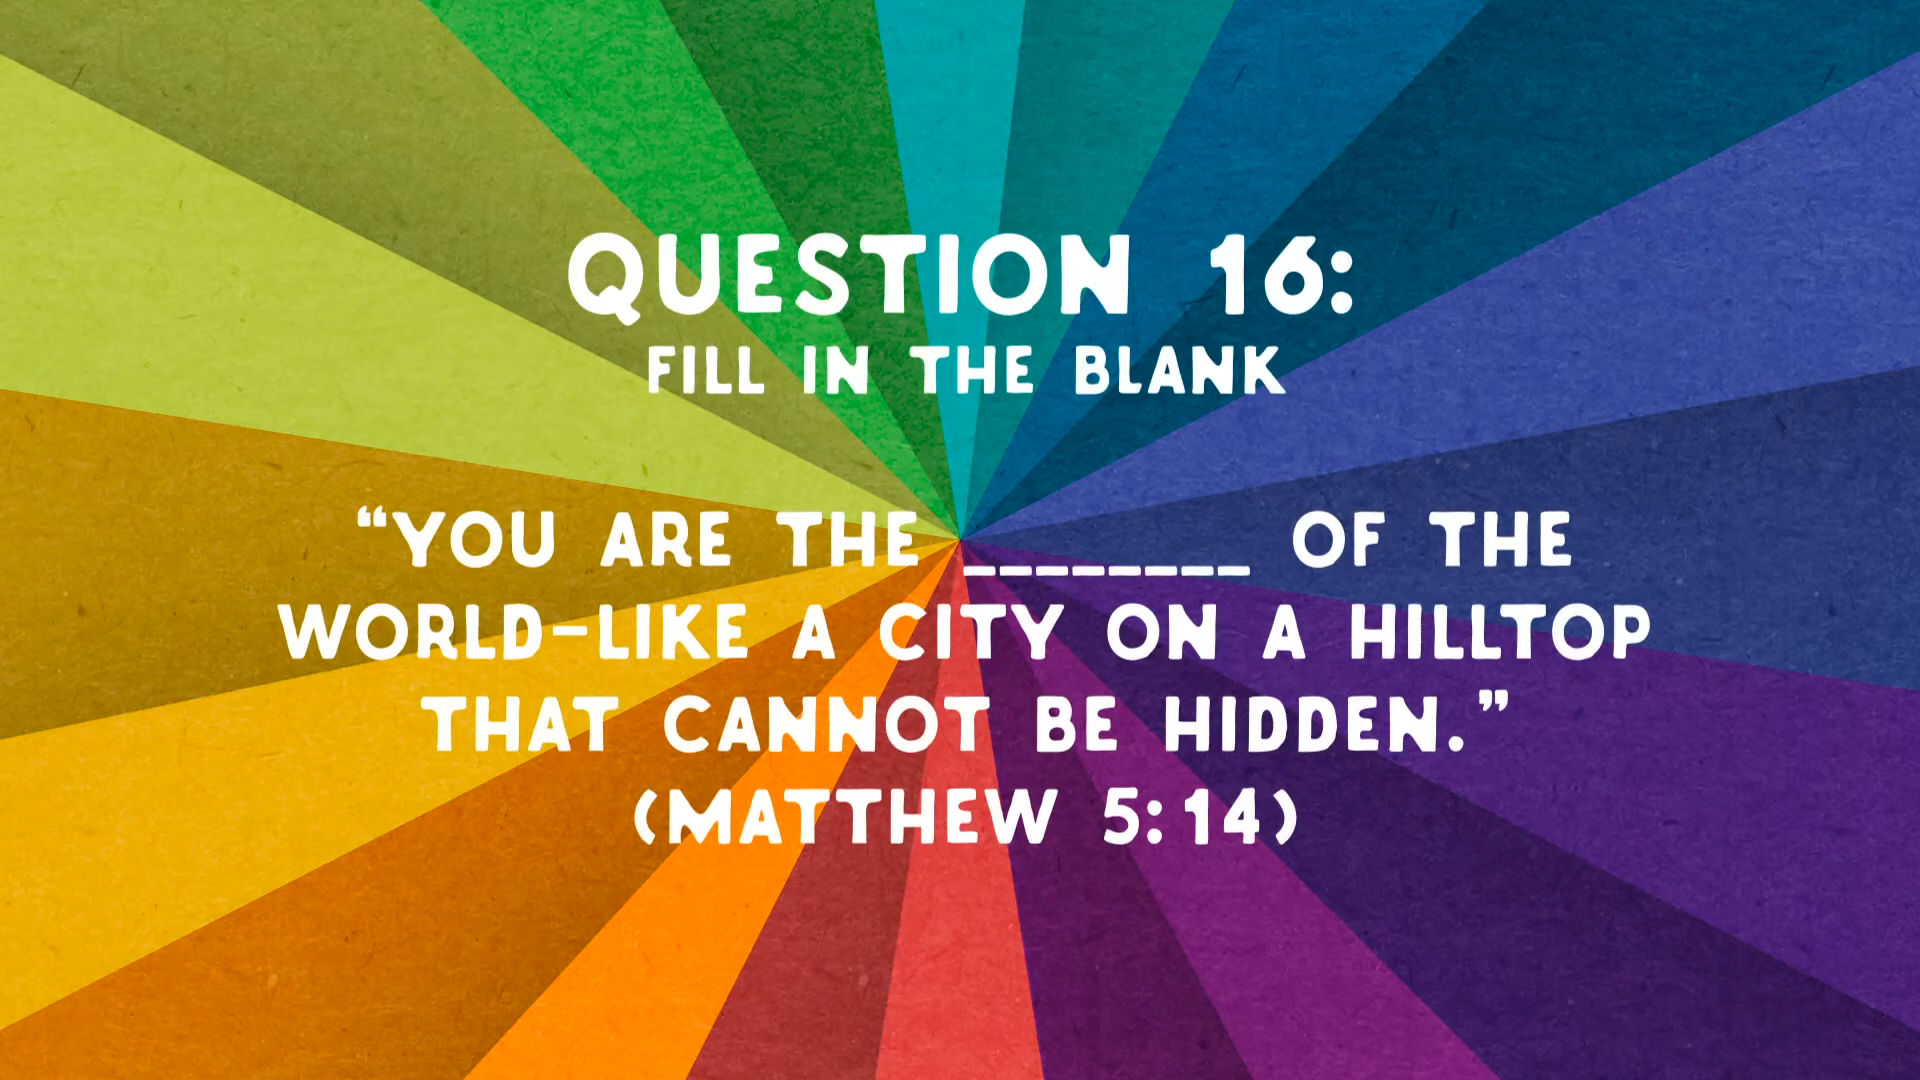 QUESTION 16:
FILL IN THE BLANK
“YOU ARE THE ________ OF THE
WORLD-LIKE A CITY ON A HILLTOP
THAT CANNOT BE HIDDEN.”
(MATTHEW 5:14)